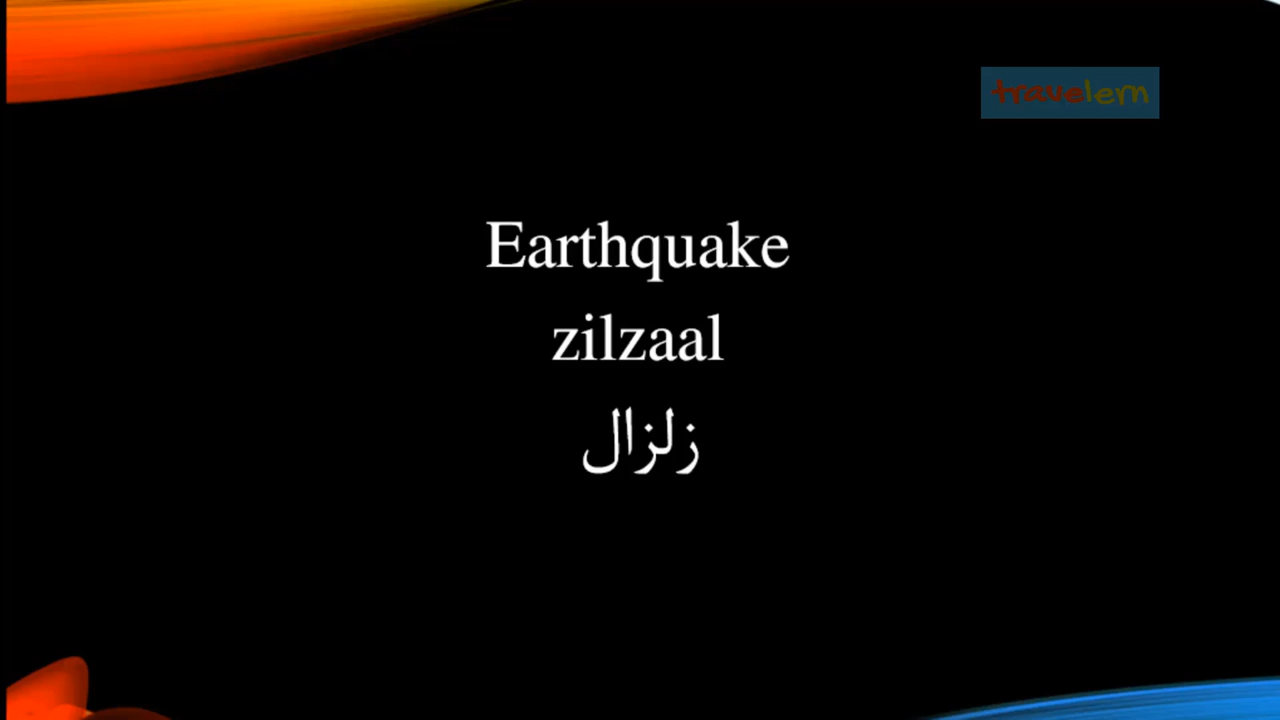 travelern
Earthquake
zilzaal
زلزال